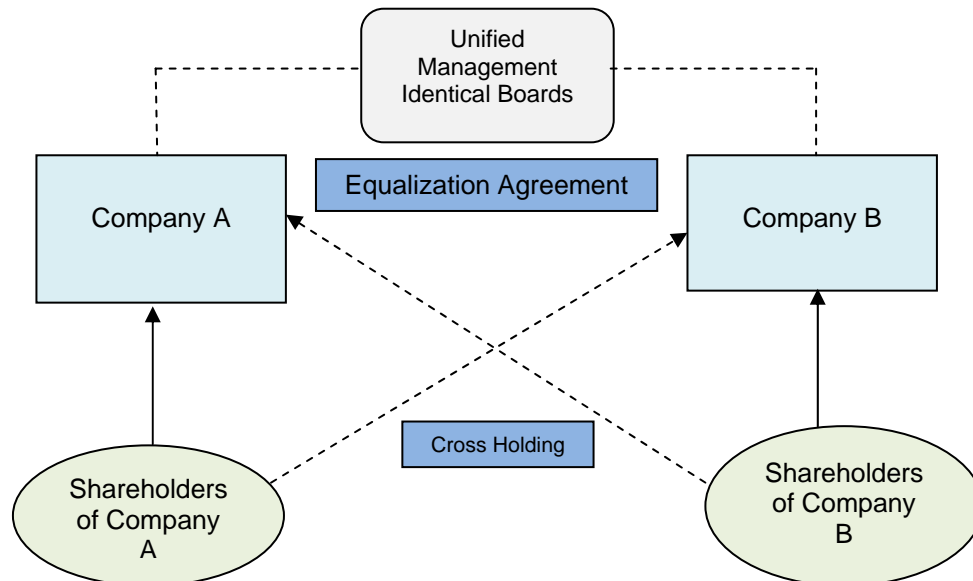 Unified
Management
Identical Boards
Equalization Agreement
Company A
Company B
Cross Holding
Shareholders
of Company
A
Shareholders
of Company
B